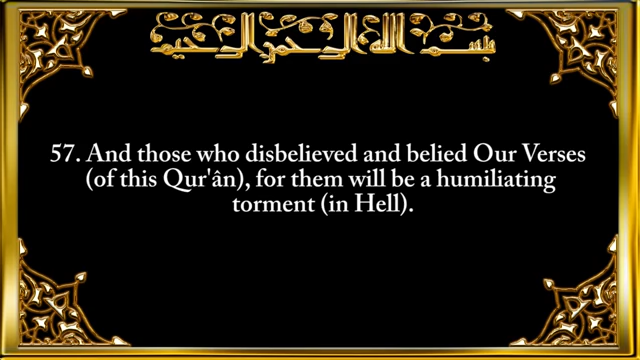 بسم الله الرحمن الرحيم
57. And those who disbelieved and belied Our Verses
(of this Qur'ân), for them will be a humiliating
torment (in Hell).